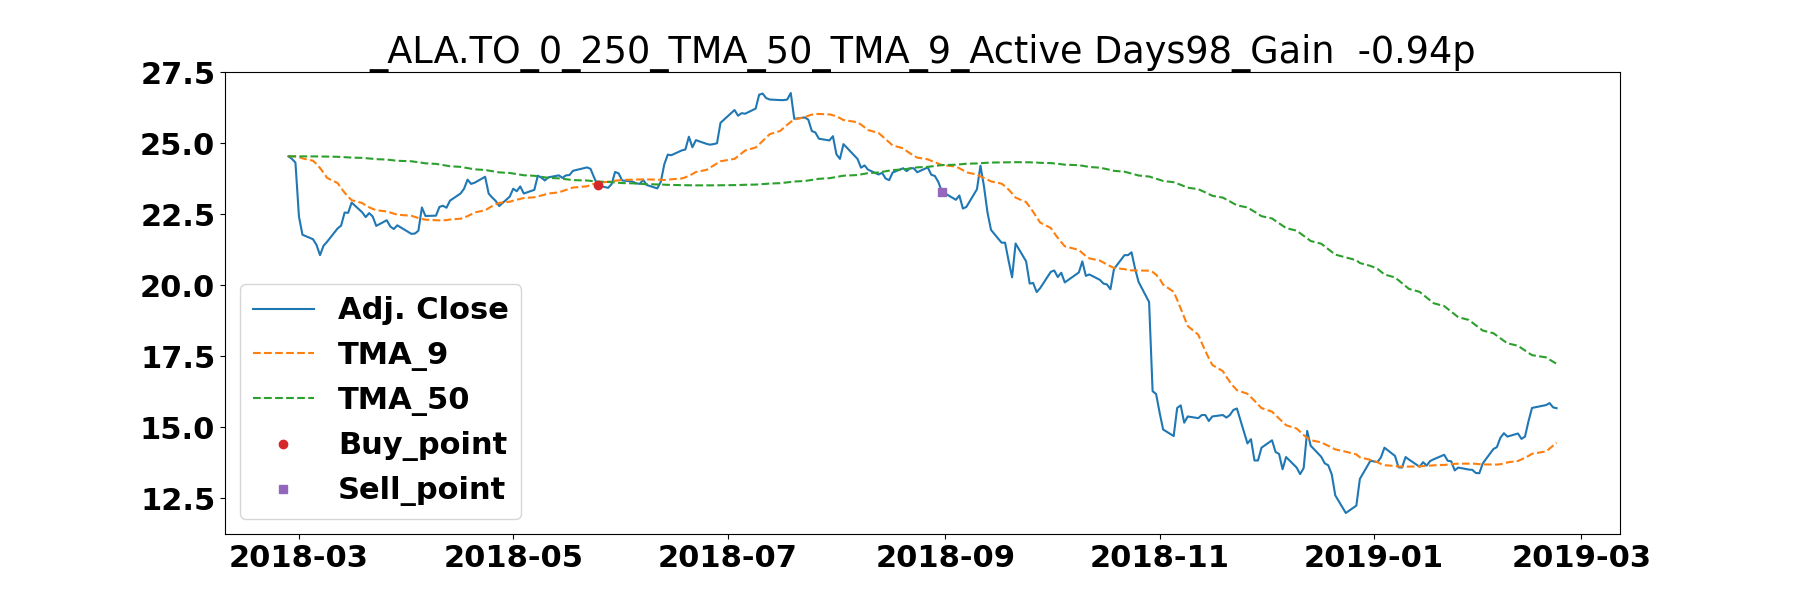 _ALA.TO_0_250_TMA_50_TMA_9_Active Days98_Gain  -0.94p
27.5
25.0
22.5
20.0
17.5
15.0
12.5
Adj. Close
TMA_9
TMA_50
Buy_point
Sell_point
2018-03 2018-05 2018-07 2018-09 2018-11 2019-01 2019-03